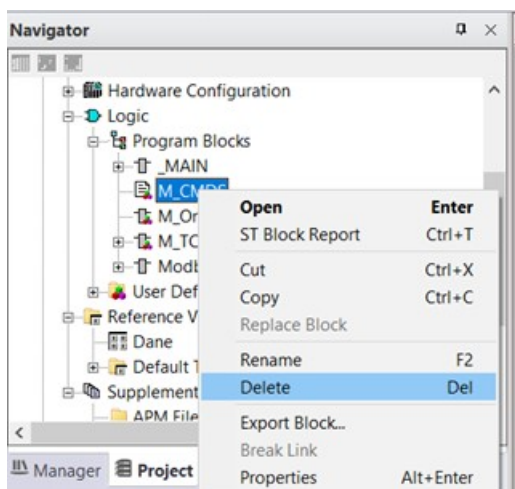 Navigator
Hardware Configuration
Logic
Program Blocks
_MAIN
M_CMDS
M_Or
M_TC
Modb
User Def
Reference V
Dane
Default T
Supplement
APM File
Manager Project
Open Enter
ST Block Report Ctrl+T
Cut Ctrl+X
Copy Ctrl+C
Replace Block
Rename F2
Delete Del
Export Block...
Break Link
Properties Alt+Enter